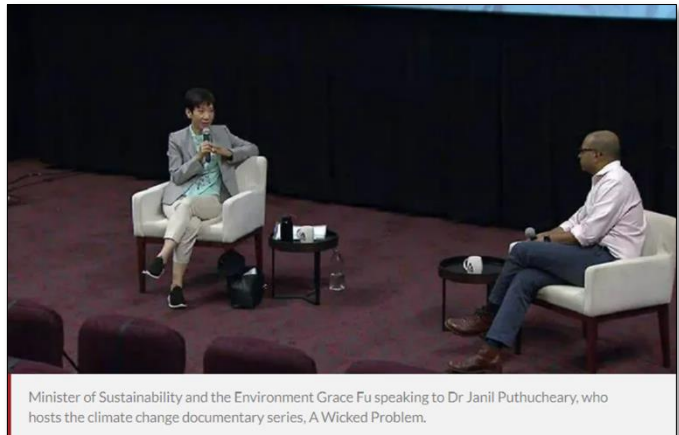 Minister of Sustainability and the Environment Grace Fu speaking to Dr Janil Puthucheary, who
hosts the climate change documentary series, A Wicked Problem.